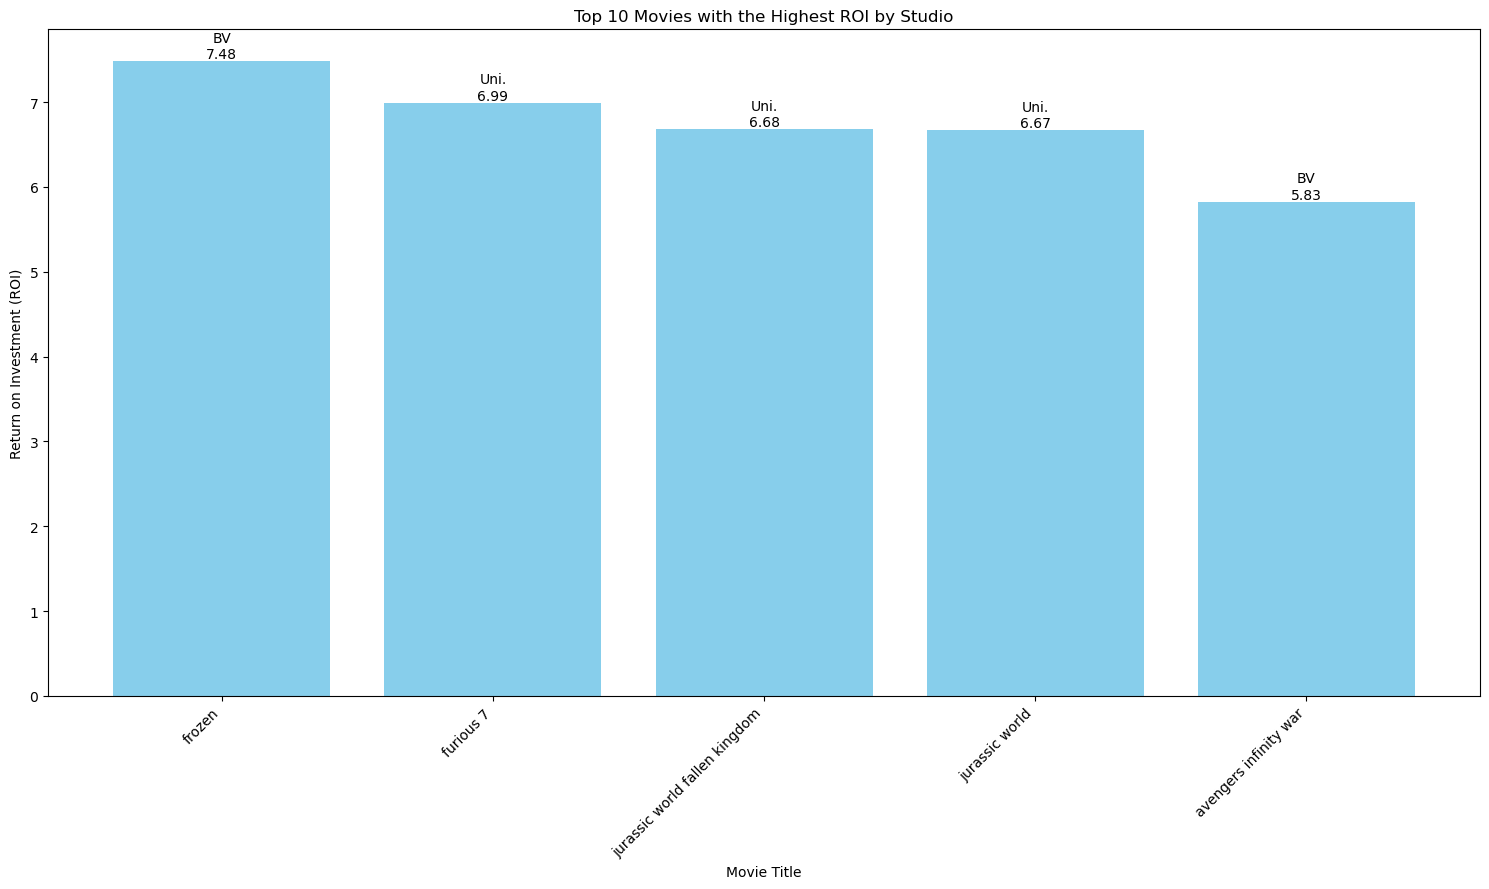 Top 10 Movies with the Highest ROI by Studio
BV
7.48
Uni.
6.99
Uni.
6.68
Uni.
6.67
BV
5.83
Return on Investment (ROI)
7
6
5
4
3
2
1
0
frozen
furious 7
jurassic world fallen kingdom
jurassic world
avengers infinity war
Movie Title